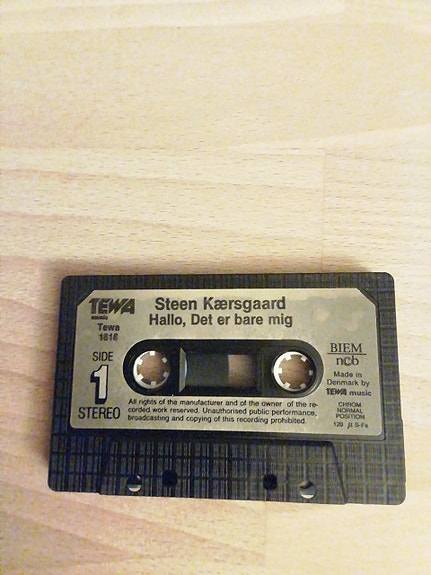 TEWA
music
Tewa
1616
Steen Kærsgaard
Hallo, Det er bare mig
SIDE
1
STEREO
BIEM
ncb
Made in
Denmark by
TEWA music
CHROM
NORMAL
POSITION
120 µ S-Fe
All rights of the manufacturer and of the owner of the re-
corded work reserved. Unauthorised public performance,
broadcasting and copying of this recording prohibited.